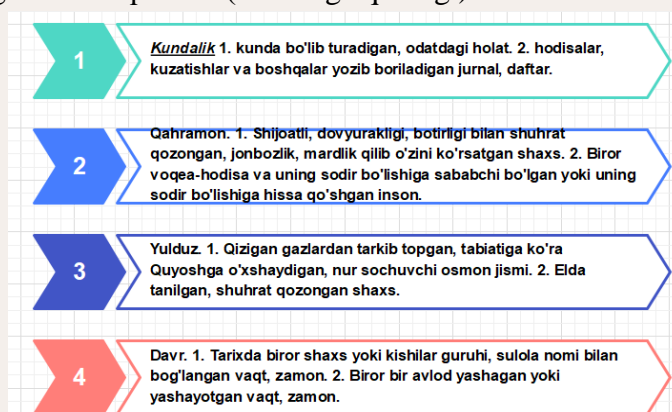 1
Kundalik 1. kunda bo'lib turadigan, odatdagi holat. 2. hodisalar,
kuzatishlar va boshqalar yozib boriladigan jurnal, daftar.
2
Qahramon. 1. Shijoatli, dovyurakligi, botirligi bilan shuhrat
qozongan, jonbozlik, mardlik qilib o'zini ko'rsatgan shaxs. 2. Biror
voqea-hodisa va uning sodir bo'lishiga sababchi bo'lgan yoki uning
sodir bo'lishiga hissa qo'shgan inson.
3
Yulduz. 1. Qizigan gazlardan tarkib topgan, tabiatiga ko'ra
Quyoshga o'xshaydigan, nur sochuvchi osmon jismi. 2. Elda
tanilgan, shuhrat qozongan shaxs.
4
Davr. 1. Tarixda biror shaxs yoki kishilar guruhi, sulola nomi bilan
bog'langan vaqt, zamon. 2. Biror bir avlod yashagan yoki
yashayotgan vaqt, zamon.